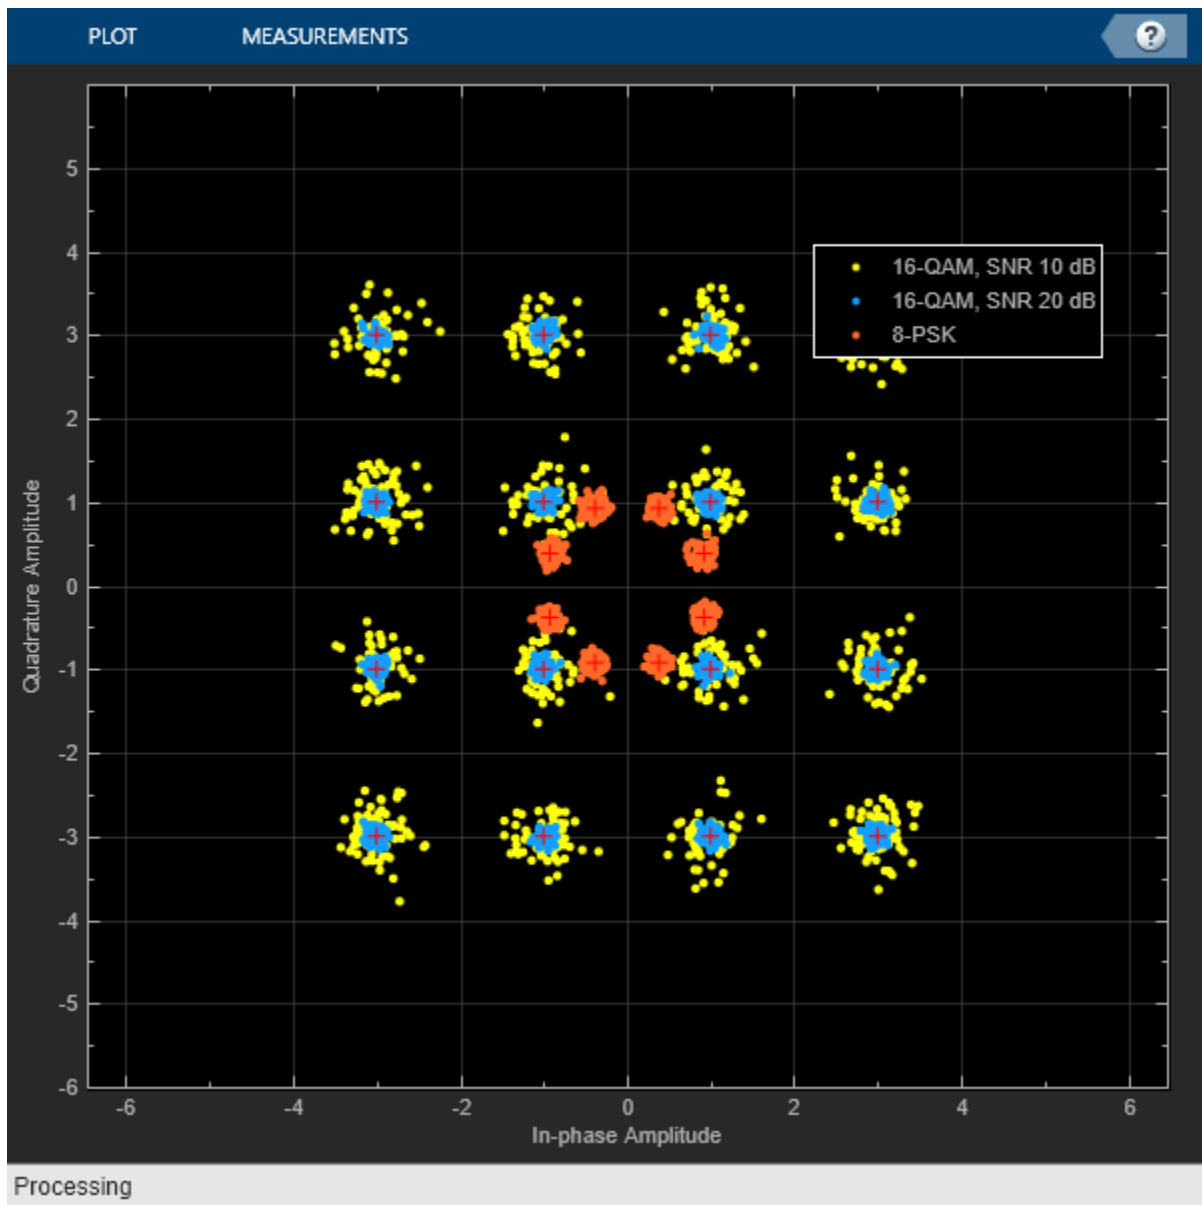 PLOT MEASUREMENTS ?
5
4
16-QAM, SNR 10 dB
16-QAM, SNR 20 dB
3
8-PSK
2
1
0
-1
-2
-3
-4
-5
-6
Quadrature Amplitude
-6 -4 -2 0 2 4 6
In-phase Amplitude
Processing